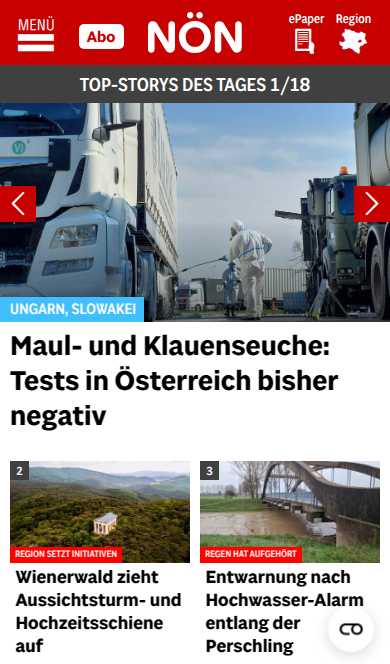 MENÜ
Abo
NÖN
ePaper
Region
TOP-STORYS DES TAGES 1/18
UNGARN, SLOWAKEI
Maul- und Klauenseuche:
Tests in Österreich bisher
negativ
2
REGION SETZT INITIATIVEN
Wienerwald zieht
Aussichtsturm- und
Hochzeitsschiene
auf
3
REGEN HAT AUFGEHÖRT
Entwarnung nach
Hochwasser-Alarm
entlang der
Perschling